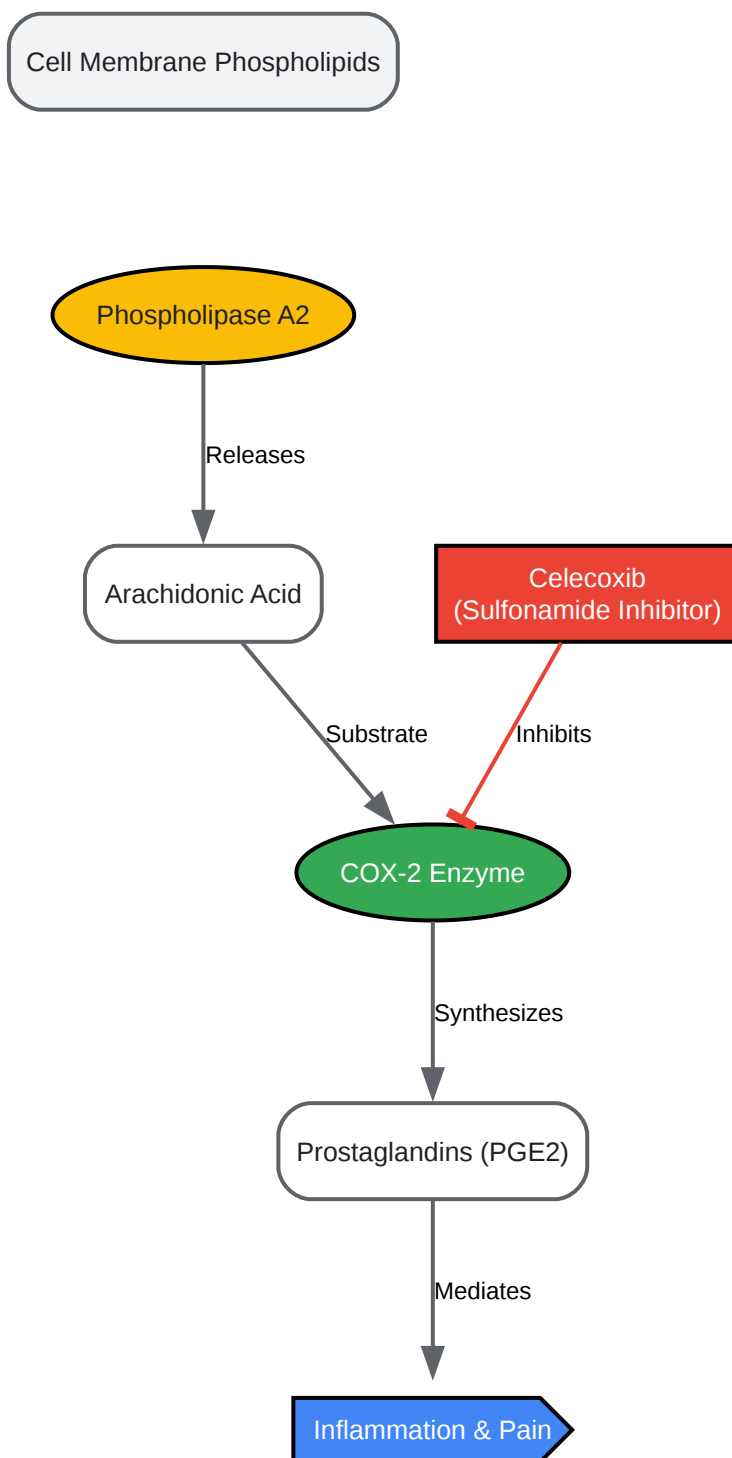 Cell Membrane Phospholipids
Phospholipase A2
Releases
Arachidonic Acid
Celecoxib
(Sulfonamide Inhibitor)
Substrate
Inhibits
COX-2 Enzyme
Synthesizes
Prostaglandins (PGE2)
Mediates
Inflammation & Pain